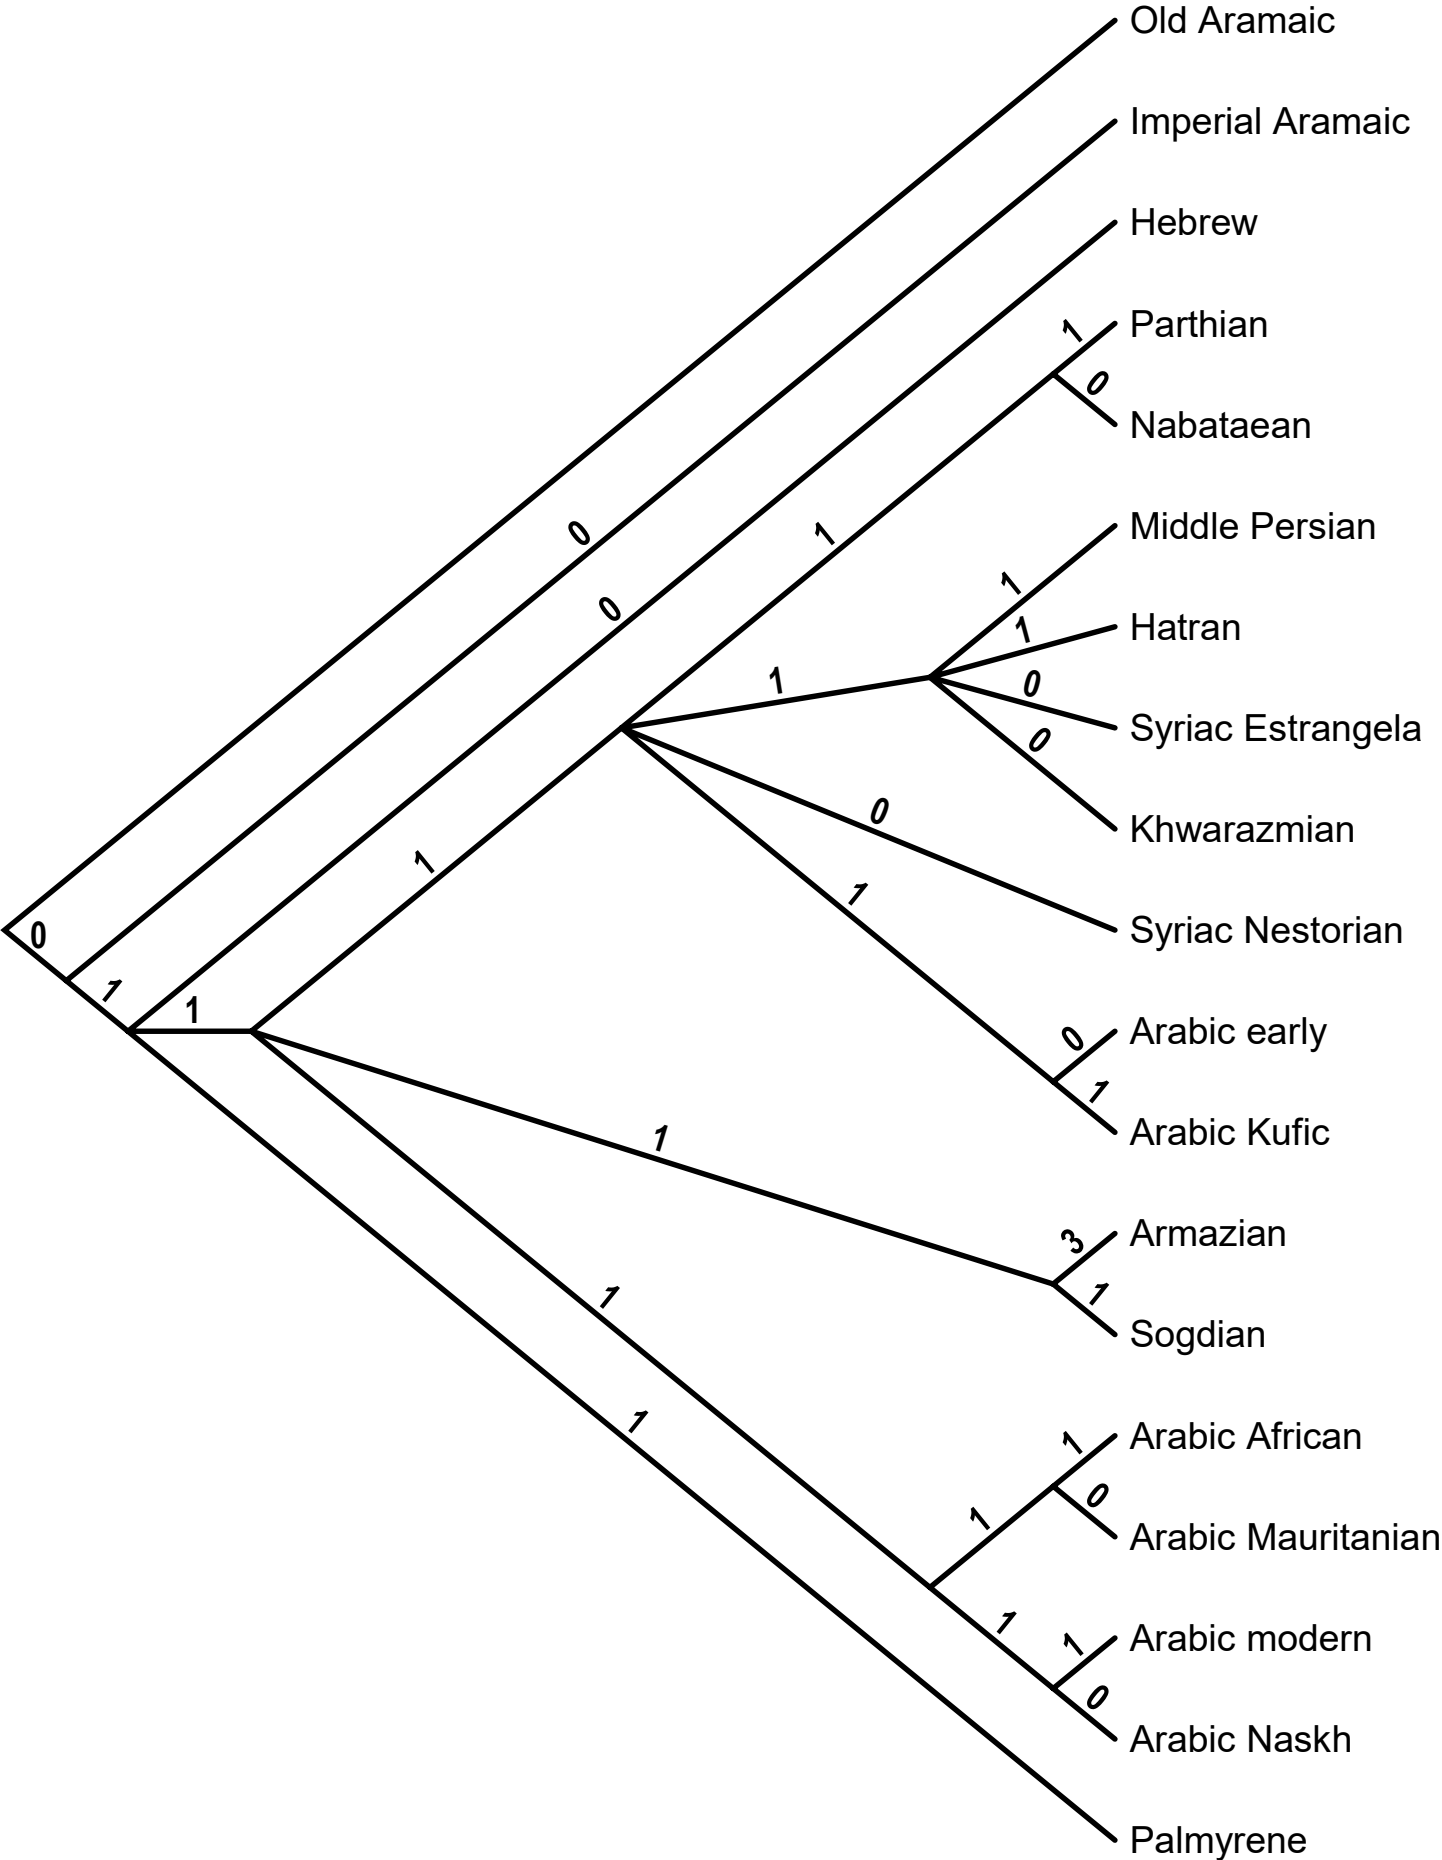 Old Aramaic
Imperial Aramaic
Hebrew
1
Parthian
0
Nabataean
0
1
Middle Persian
1
0
1
Hatran
1
0
Syriac Estrangela
0
Khwarazmian
0
1
1
Syriac Nestorian
0
1
1
0
Arabic early
1
Arabic Kufic
1
3
Armazian
1
1
Sogdian
1
1
Arabic African
0
1
Arabic Mauritanian
1
1
Arabic modern
0
Arabic Naskh
Palmyrene